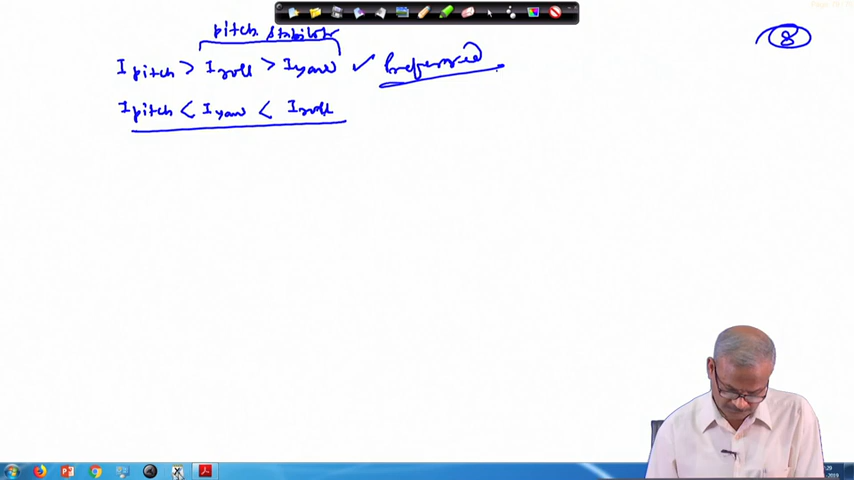 pitch stability
I pitch > I roll > I yaw ✓ Preferred
I pitch < I yaw < I roll
8